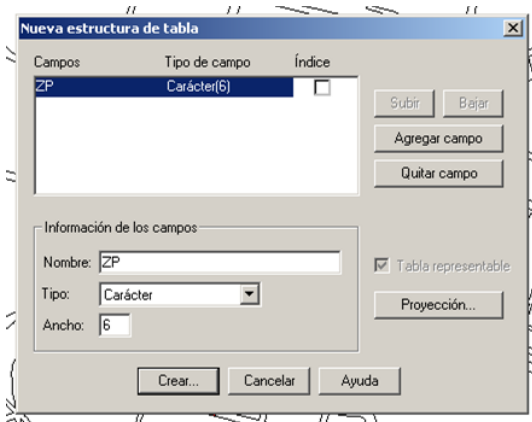 Nueva estructura de tabla
Campos Tipo de campo Índice
ZP Carácter(6)
Subir Bajar
Agregar campo
Quitar campo
Información de los campos
Nombre: ZP
Tabla representable
Tipo: Carácter
Proyección...
Ancho: 6
Crear... Cancelar Ayuda